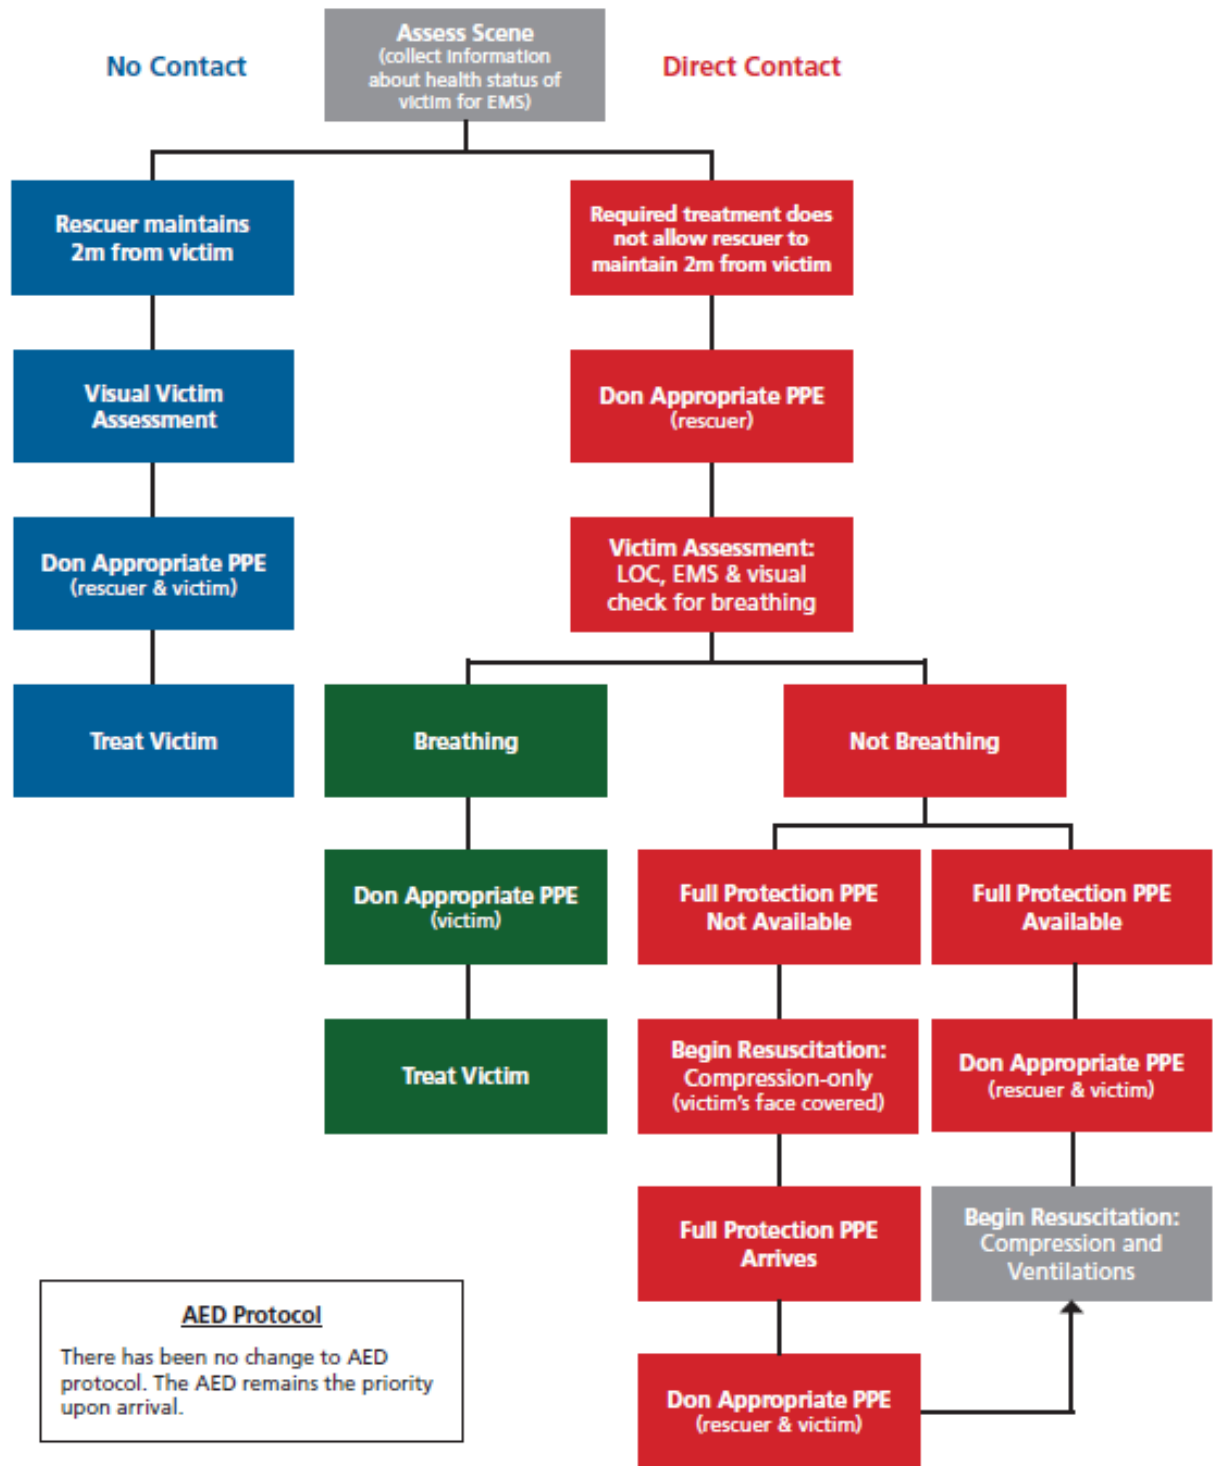 Assess Scene
(collect information
about health status of
victim for EMS)
No Contact
Direct Contact
Rescuer maintains
2m from victim
Visual Victim
Assessment
Don Appropriate PPE
(rescuer & victim)
Treat Victim
Required treatment does
not allow rescuer to
maintain 2m from victim
Don Appropriate PPE
(rescuer)
Victim Assessment:
LOC, EMS & visual
check for breathing
Breathing
Don Appropriate PPE
(victim)
Treat Victim
Not Breathing
Full Protection PPE
Not Available
Begin Resuscitation:
Compression-only
(victim's face covered)
Full Protection PPE
Arrives
Don Appropriate PPE
(rescuer & victim)
Full Protection PPE
Available
Don Appropriate PPE
(rescuer & victim)
Begin Resuscitation:
Compression and
Ventilations
AED Protocol
There has been no change to AED
protocol. The AED remains the priority
upon arrival.